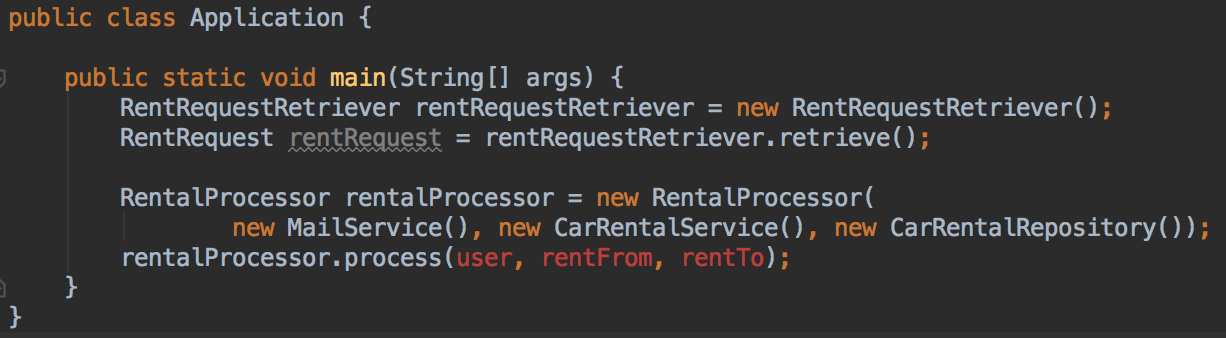 public class Application {
public static void main(String[] args) {
RentRequestRetriever rentRequestRetriever = new RentRequestRetriever();
RentRequest rentRequest = rentRequestRetriever.retrieve();
RentalProcessor rentalProcessor = new RentalProcessor(
new MailService(), new CarRentalService(), new CarRentalRepository());
rentalProcessor.process(user, rentFrom, rentTo);
}
}